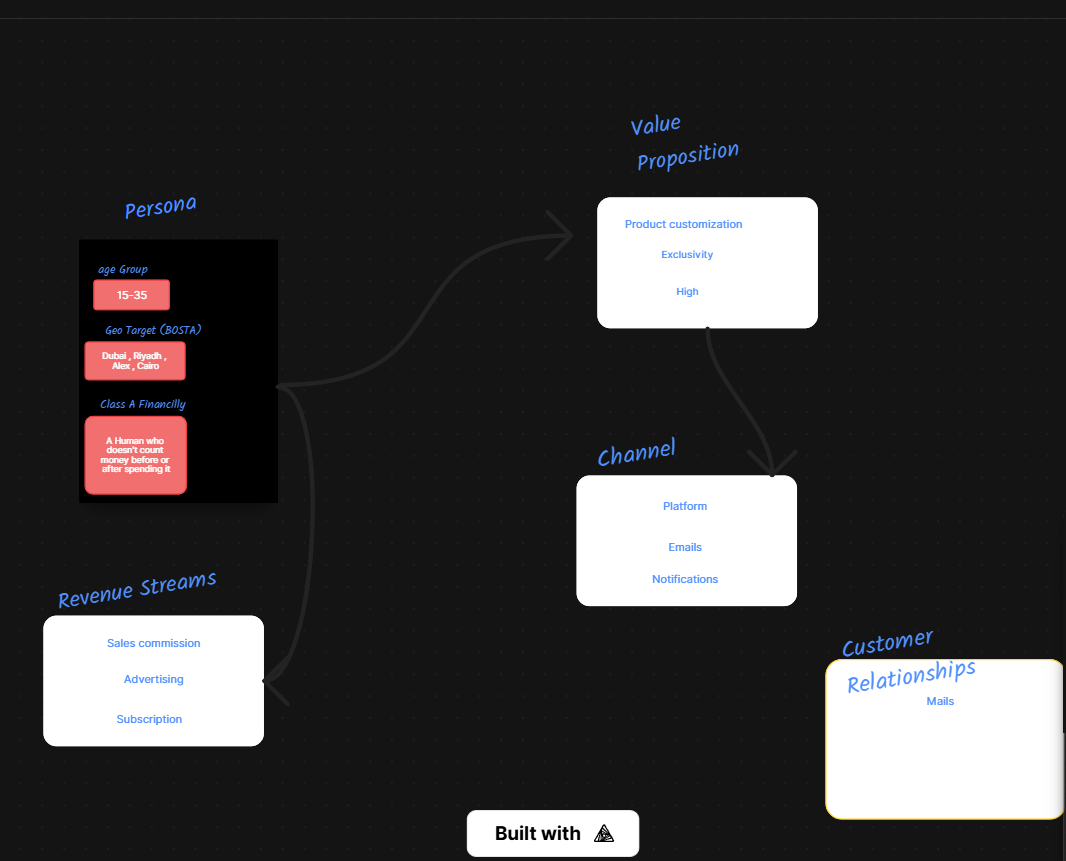 Persona
age Group
15-35
Geo Target (BOSTA)
Dubai , Riyadh ,
Alex , Cairo
Class A Financilly
A Human who
doesn't count
money before or
after spending it
Value
Proposition
Product customization
Exclusivity
High
Channel
Platform
Emails
Notifications
Revenue Streams
Sales commission
Advertising
Subscription
Customer
Relationships
Mails
Built with